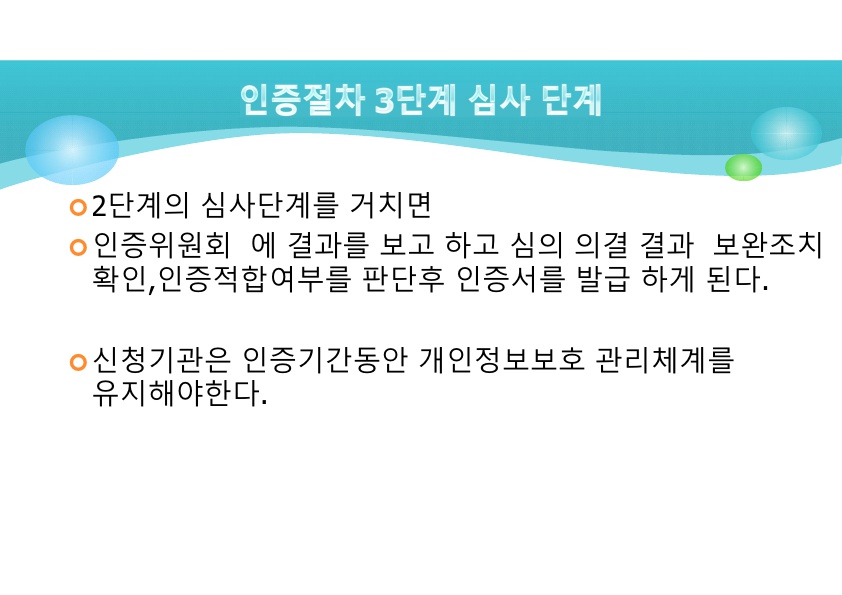 인증절차 3단계 심사 단계
2단계의 심사단계를 거치면
인증위원회  에 결과를 보고 하고 심의 의결 결과  보완조치
확인,인증적합여부를 판단후 인증서를 발급 하게 된다.
신청기관은 인증기간동안 개인정보보호 관리체계를
유지해야한다.